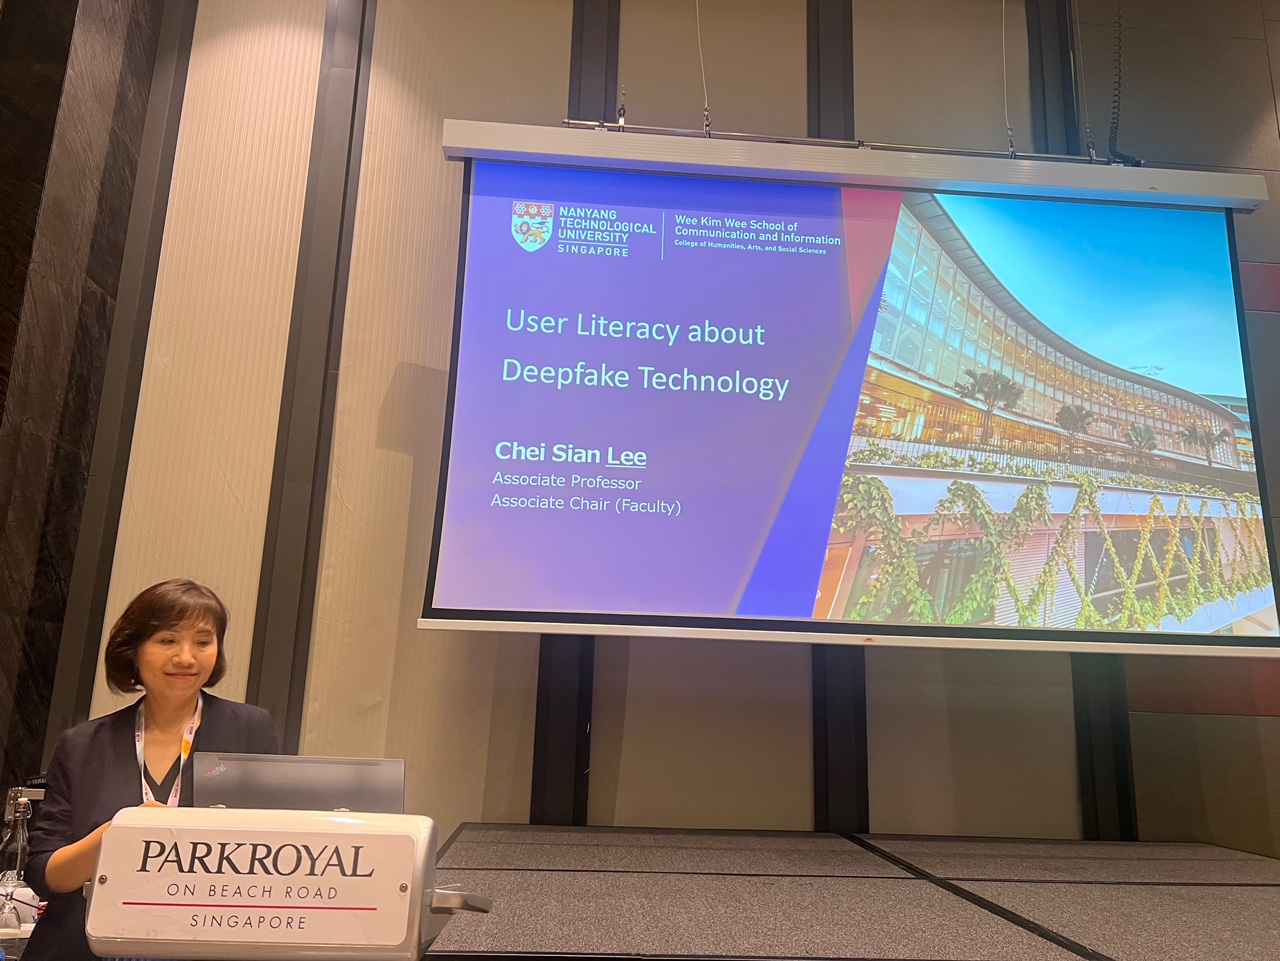 NANYANG
TECHNOLOGICAL
UNIVERSITY
SINGAPORE
Wee Kim Wee School of
Communication and Information
College of Humanities, Arts, and Social Sciences
User Literacy about
Deepfake Technology
Chei Sian Lee
Associate Professor
Associate Chair (Faculty)
PARKROYAL
ON BEACH ROAD
SINGAPORE